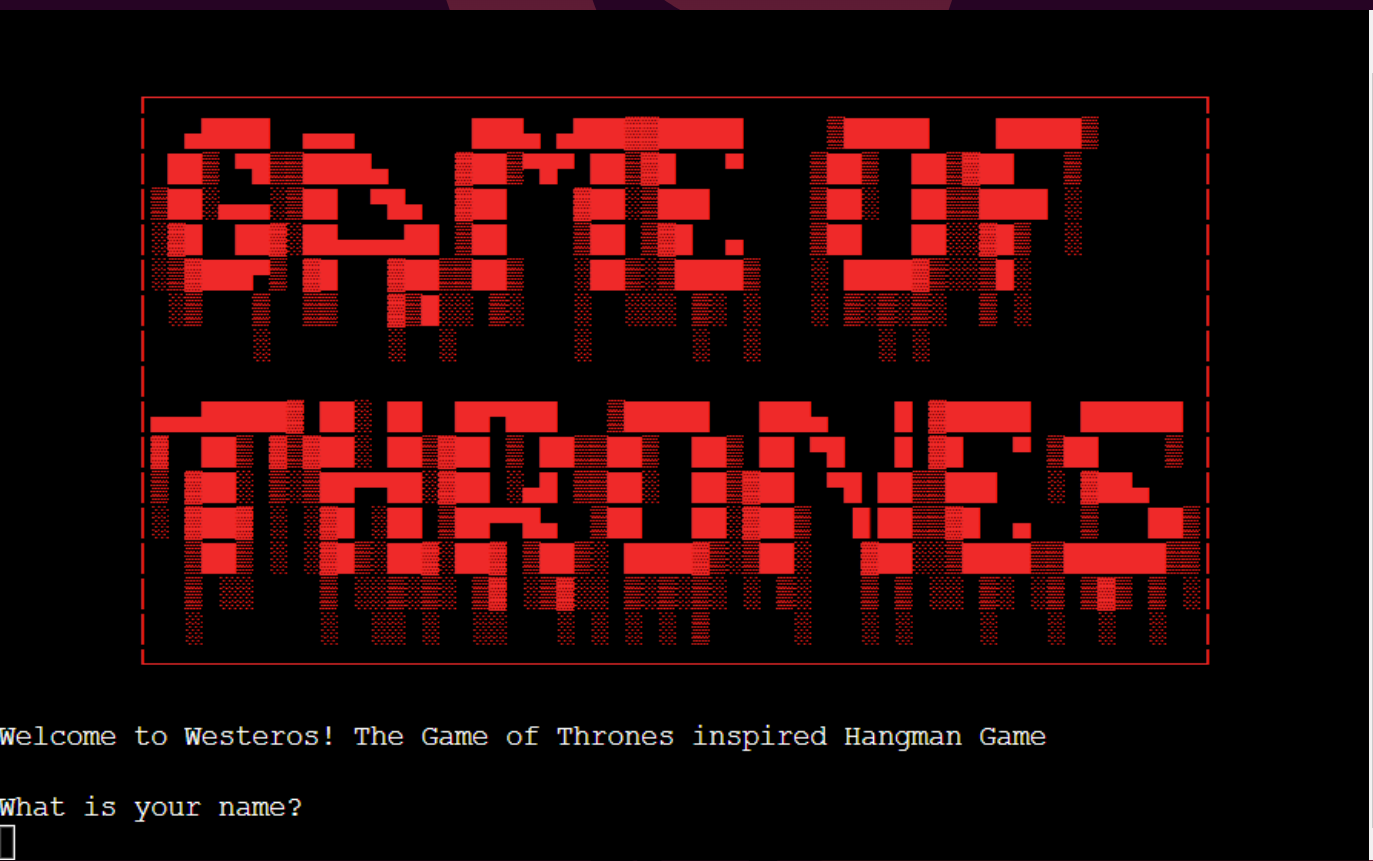 GAME OF
THRONES
Welcome to Westeros! The Game of Thrones inspired Hangman Game
What is your name?